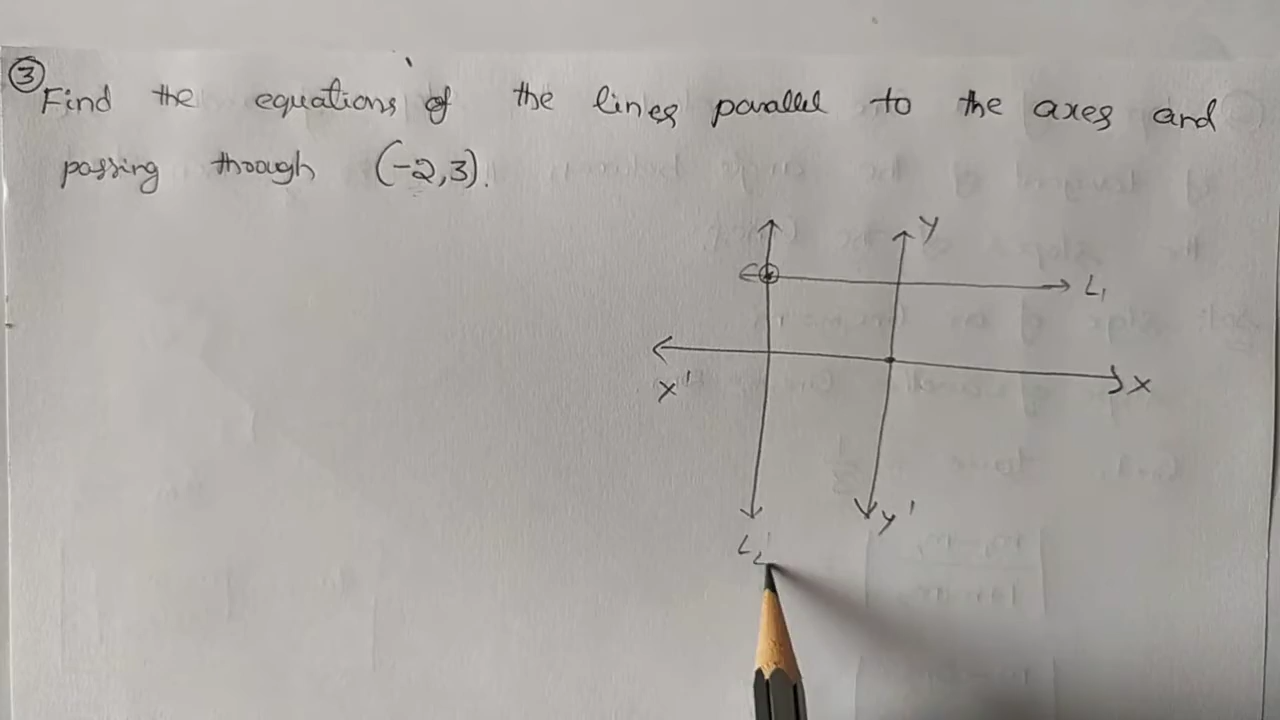 ③ Find the equations of the lines parallel to the axes and
passing through (-2,3).
Y
L₁
X' X
Y'
L₂